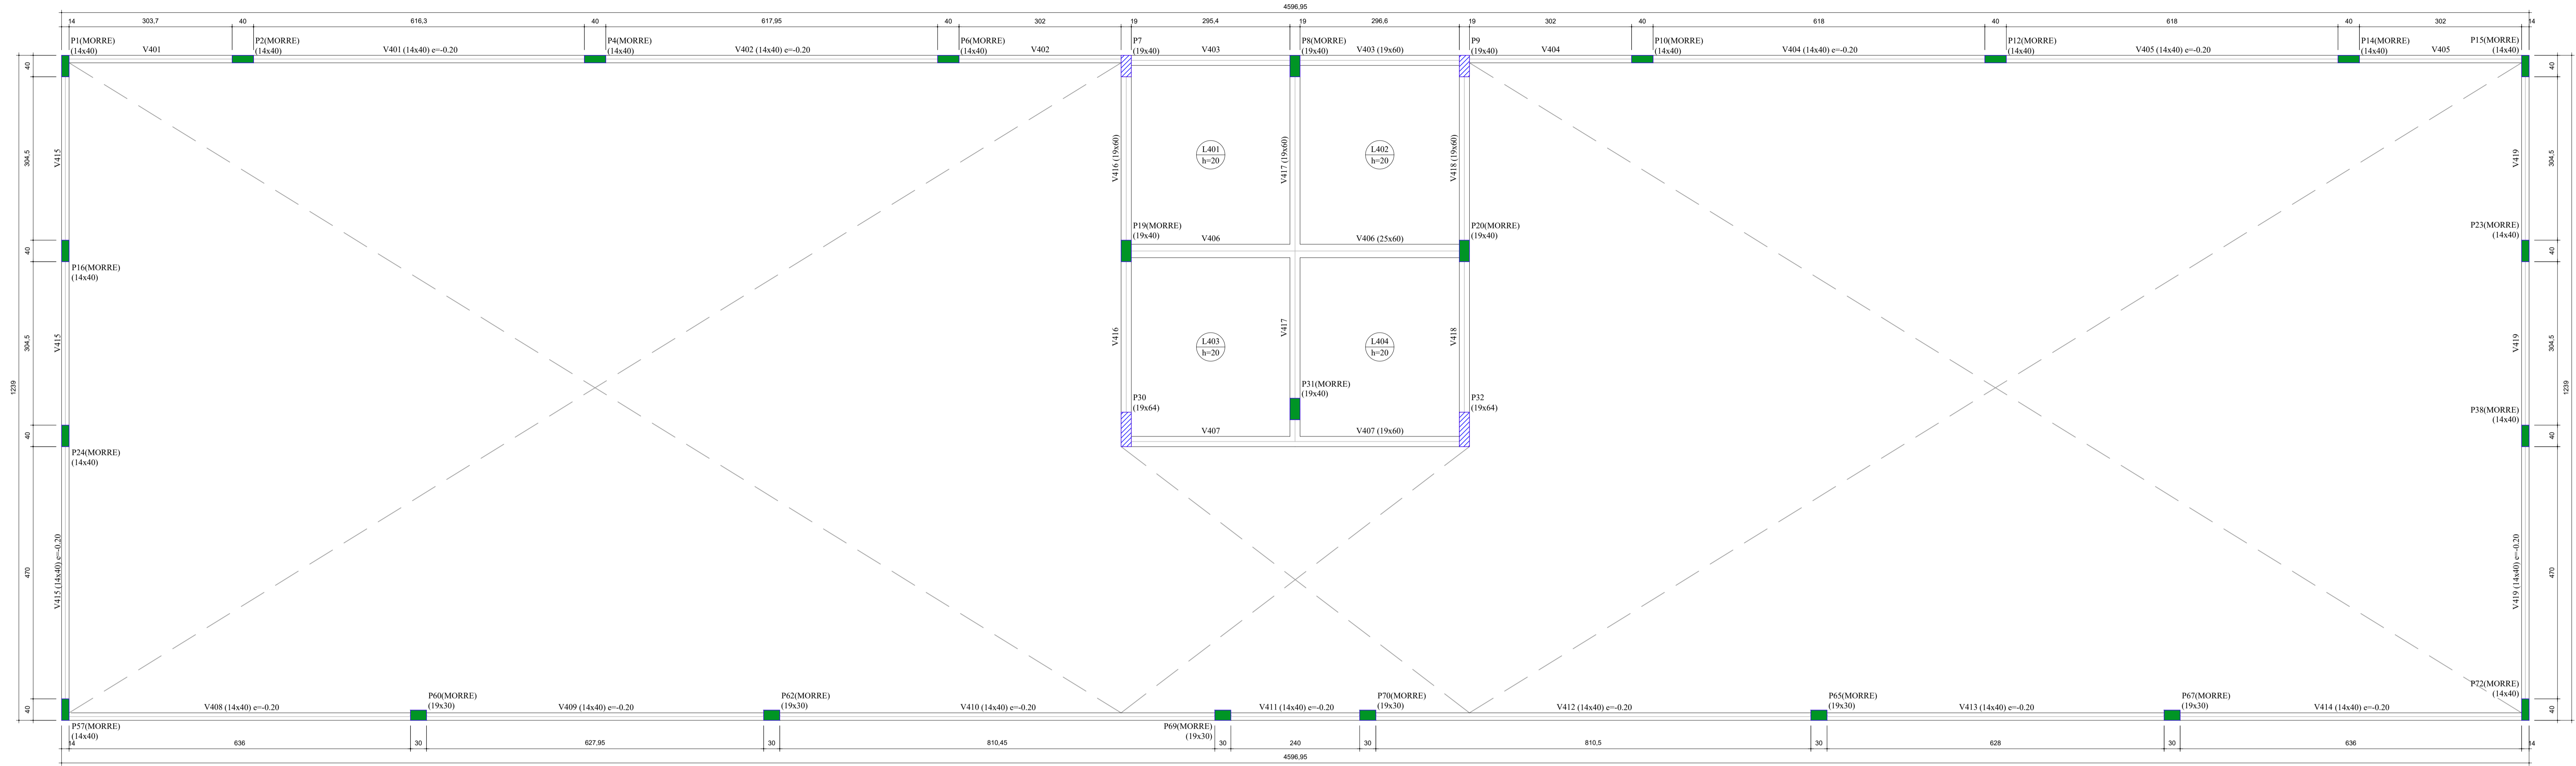 4596,95
14 303,7 40 616,3 40 617,95 40 302 19 295,4 19 296,6 19 302 40 618 40 618 40 302 14
P1(MORRE)
(14x40)
V401
P2(MORRE)
(14x40)
V401 (14x40) e=-0.20
P4(MORRE)
(14x40)
V402 (14x40) e=-0.20
P6(MORRE)
(14x40)
V402
P7
(19x40)
V403
P8(MORRE)
(19x40)
V403 (19x60)
P9
(19x40)
V404
P10(MORRE)
(14x40)
V404 (14x40) e=-0.20
P12(MORRE)
(14x40)
V405 (14x40) e=-0.20
P14(MORRE)
(14x40)
V405
P15(MORRE)
(14x40)
40
304,5
40
304,5
40
470
40
1239
V415
V415
V415 (14x40) e=-0.20
P16(MORRE)
(14x40)
P24(MORRE)
(14x40)
V416 (19x60)
L401
h=20
V417 (19x60)
L402
h=20
V418 (19x60)
P19(MORRE)
(19x40)
V406
V406 (25x60)
P20(MORRE)
(19x40)
V416
L403
h=20
V417
L404
h=20
V418
P30
(19x64)
P31(MORRE)
(19x40)
P32
(19x64)
V407
V407 (19x60)
V419
P23(MORRE)
(14x40)
V419
P38(MORRE)
(14x40)
V419 (14x40) e=-0.20
40
304,5
40
304,5
40
470
40
1239
P57(MORRE)
(14x40)
V408 (14x40) e=-0.20
P60(MORRE)
(19x30)
V409 (14x40) e=-0.20
P62(MORRE)
(19x30)
V410 (14x40) e=-0.20
P69(MORRE)
(19x30)
V411 (14x40) e=-0.20
P70(MORRE)
(19x30)
V412 (14x40) e=-0.20
P65(MORRE)
(19x30)
V413 (14x40) e=-0.20
P67(MORRE)
(19x30)
V414 (14x40) e=-0.20
P72(MORRE)
(14x40)
14 636 30 627,95 30 810,45 30 240 30 810,5 30 628 30 636 14
4596,95